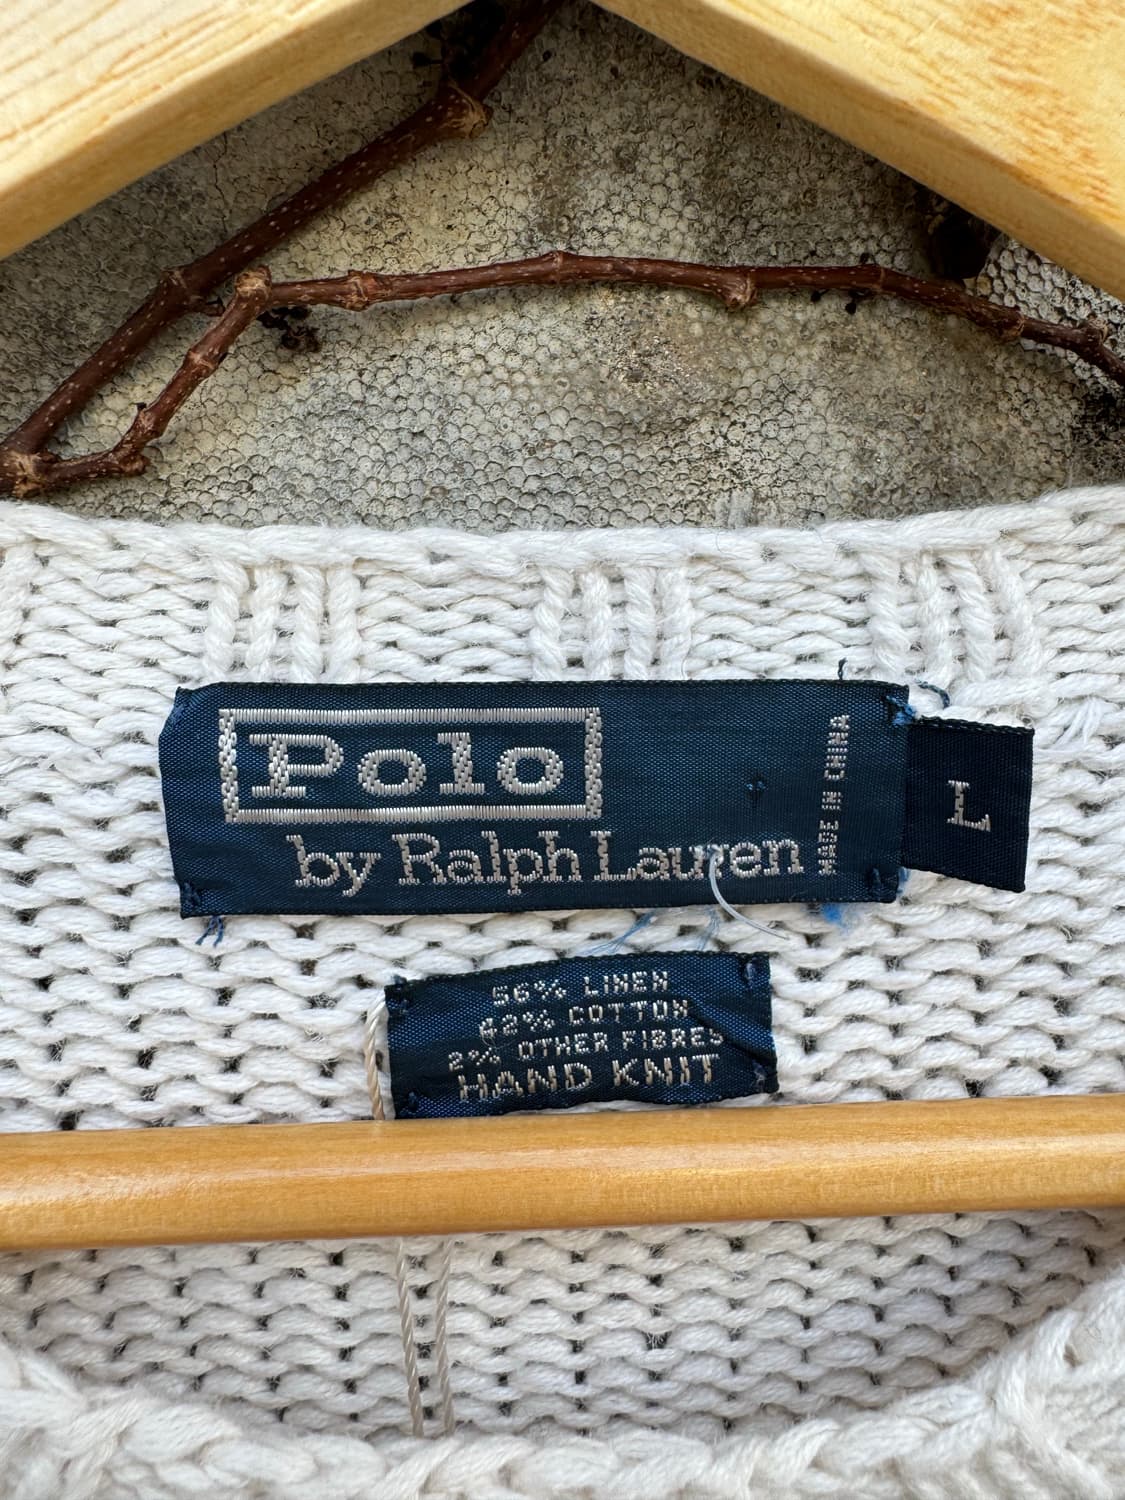 Polo
by Ralph Lauren
MADE IN CHINA
L
56% LINEN
42% COTTON
2% OTHER FIBRES
HAND KNIT